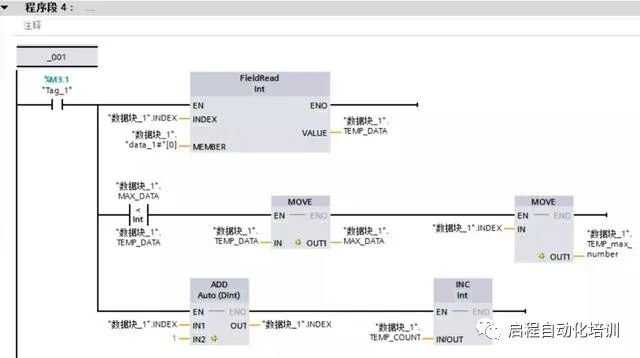 程序段 4：
注释
_001
%M3.1
"Tag_1"
FieldRead
Int
EN
ENO
"数据块_1".INDEX
INDEX
"数据块_1".
"data_1#"[0]
MEMBER
VALUE
"数据块_1".
TEMP_DATA
"数据块_1".
MAX_DATA
<
Int
"数据块_1".
TEMP_DATA
MOVE
EN
ENO
"数据块_1".
TEMP_DATA
IN
OUT1
"数据块_1".
MAX_DATA
MOVE
EN
ENO
"数据块_1".INDEX
IN
OUT1
"数据块_1".
TEMP_max_
number
ADD
Auto (DInt)
EN
ENO
"数据块_1".INDEX
IN1
OUT
"数据块_1".INDEX
1
IN2
INC
Int
EN
ENO
"数据块_1".
TEMP_COUNT
IN/OUT
启程自动化培训